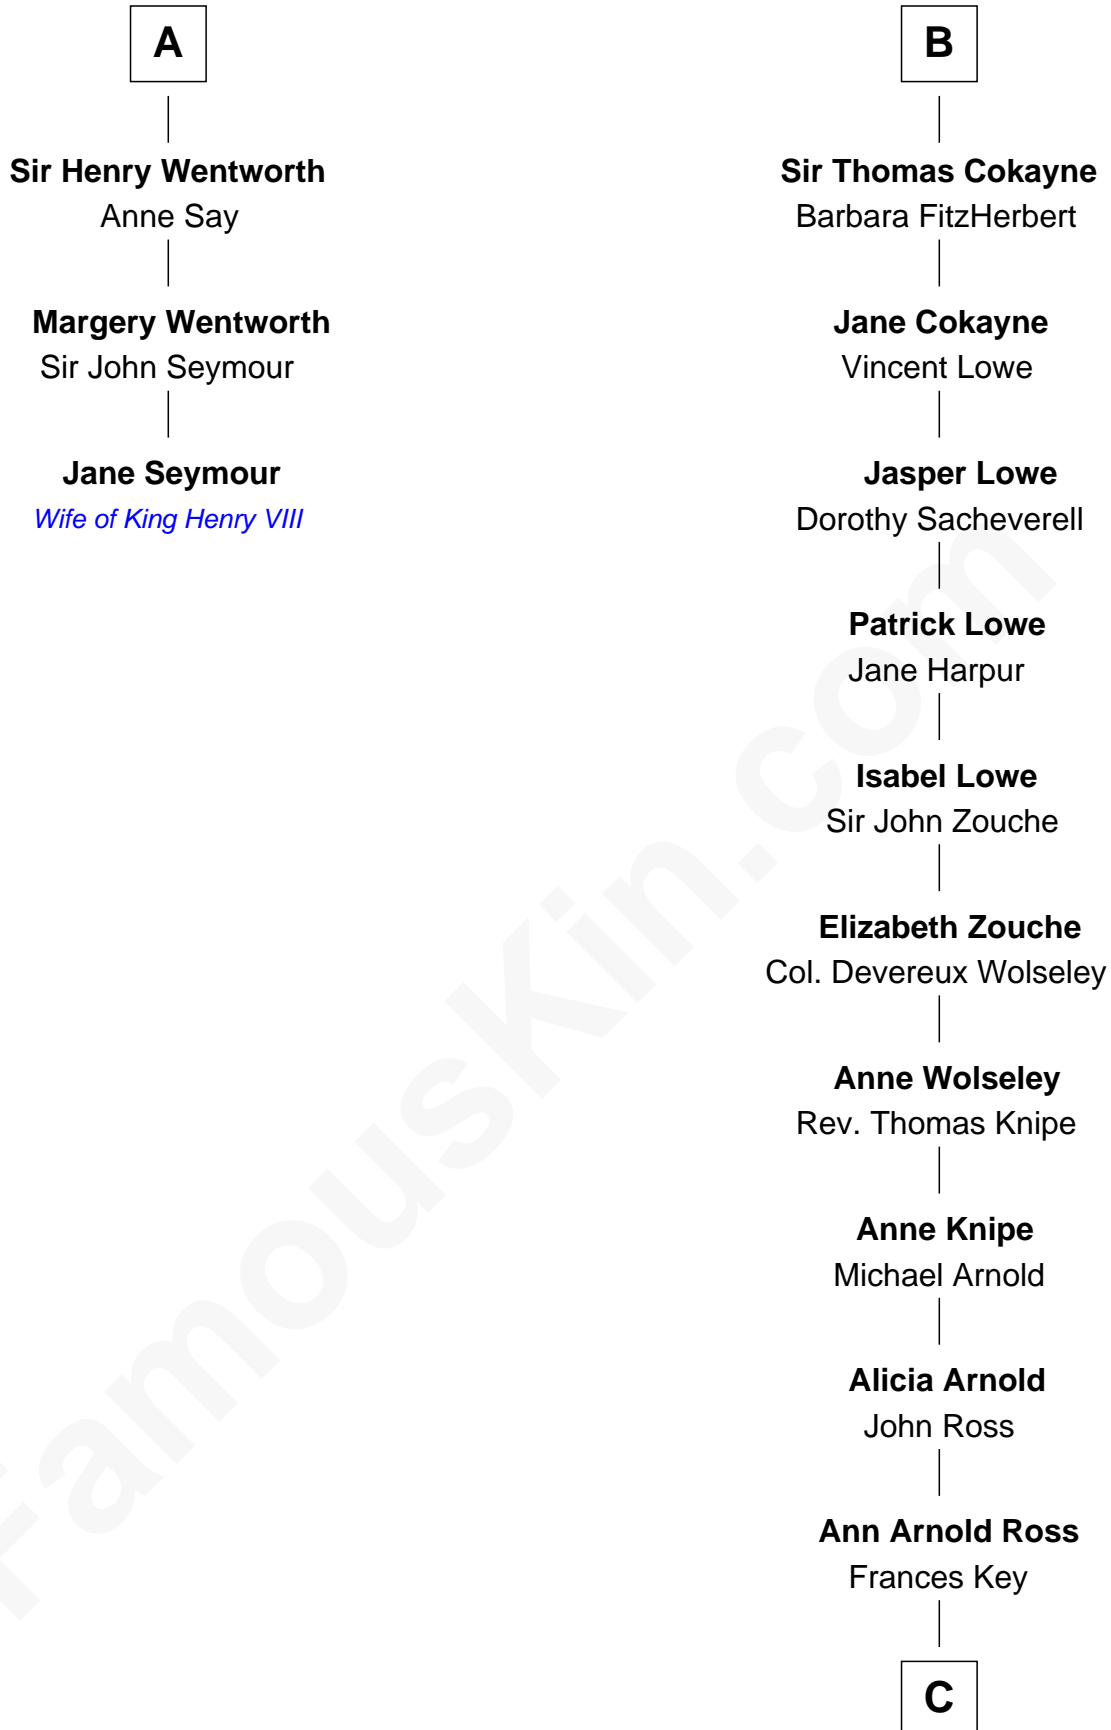 A
Sir Henry Wentworth
Anne Say
Margery Wentworth
Sir John Seymour
Jane Seymour
Wife of King Henry VIII
B
Sir Thomas Cokayne
Barbara FitzHerbert
Jane Cokayne
Vincent Lowe
Jasper Lowe
Dorothy Sacheverell
Patrick Lowe
Jane Harpur
Isabel Lowe
Sir John Zouche
Elizabeth Zouche
Col. Devereux Wolseley
Anne Wolseley
Rev. Thomas Knipe
Anne Knipe
Michael Arnold
Alicia Arnold
John Ross
Ann Arnold Ross
Frances Key
C
FamousKin.com